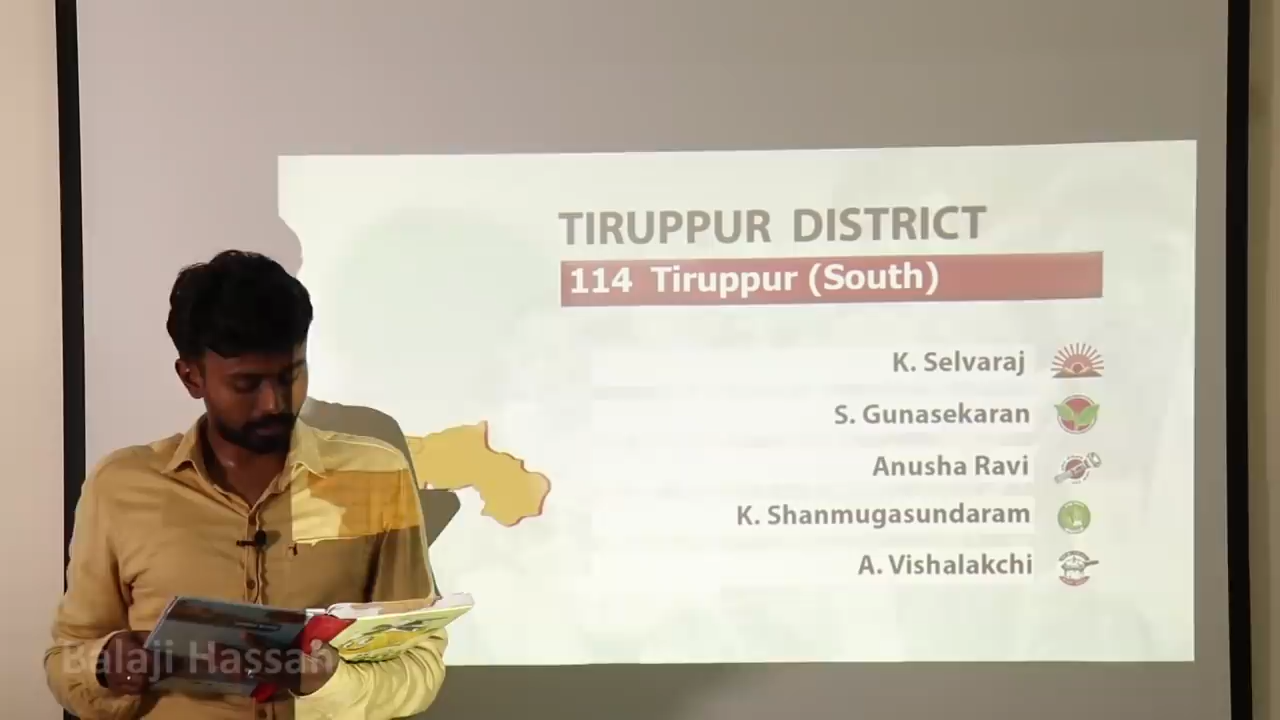 TIRUPPUR DISTRICT
114 Tiruppur (South)
K. Selvaraj
S. Gunasekaran
Anusha Ravi
K. Shanmugasundaram
A. Vishalakchi
Balaji Hassan